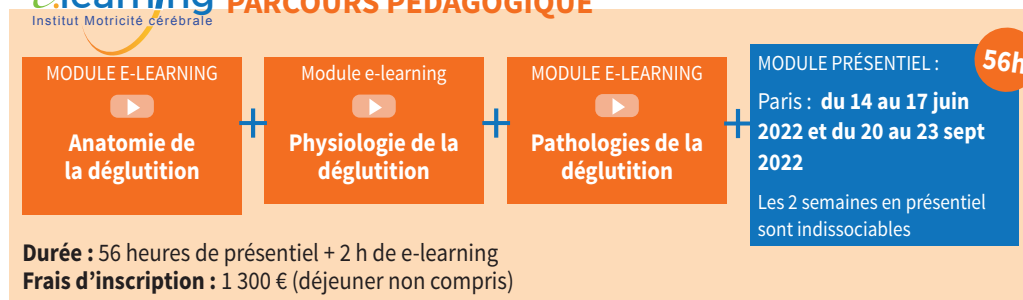 e.learning PARCOURS PÉDAGOGIQUE
Institut Motricité cérébrale
MODULE E-LEARNING
Anatomie de
la déglutition
+
Module e-learning
Physiologie de la
déglutition
+
MODULE E-LEARNING
Pathologies de la
déglutition
+
MODULE PRÉSENTIEL :
56h
Paris : du 14 au 17 juin
2022 et du 20 au 23 sept
2022
Les 2 semaines en présentiel
sont indissociables
Durée : 56 heures de présentiel + 2 h de e-learning
Frais d’inscription : 1 300 € (déjeuner non compris)